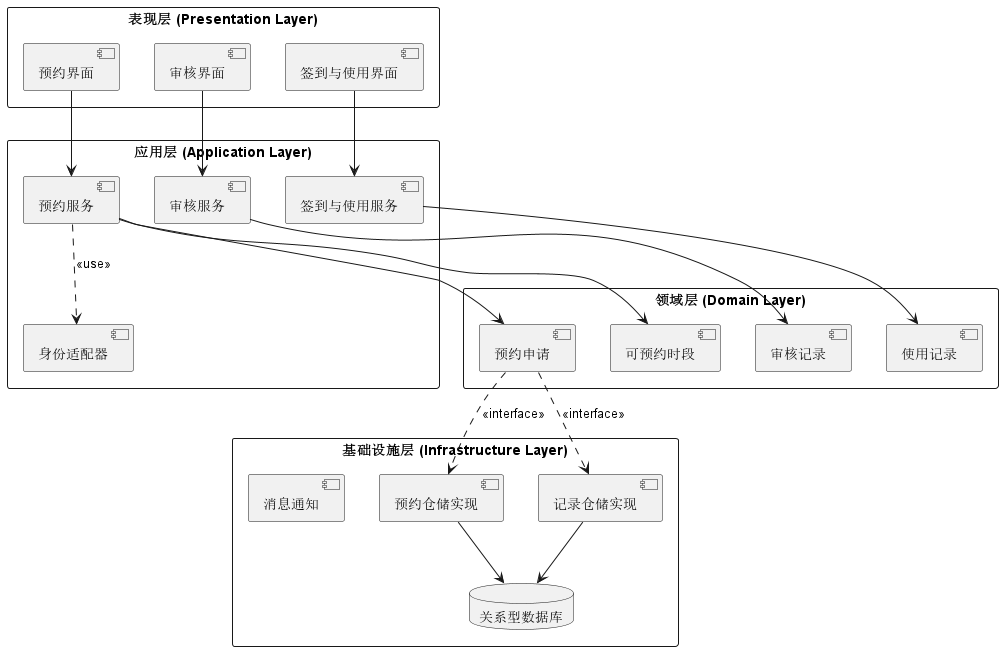 表现层 (Presentation Layer)
预约界面
审核界面
签到与使用界面
应用层 (Application Layer)
预约服务
审核服务
签到与使用服务
«use»
身份适配器
领域层 (Domain Layer)
预约申请
可预约时段
审核记录
使用记录
«interface»
«interface»
基础设施层 (Infrastructure Layer)
消息通知
预约仓储实现
记录仓储实现
关系型数据库